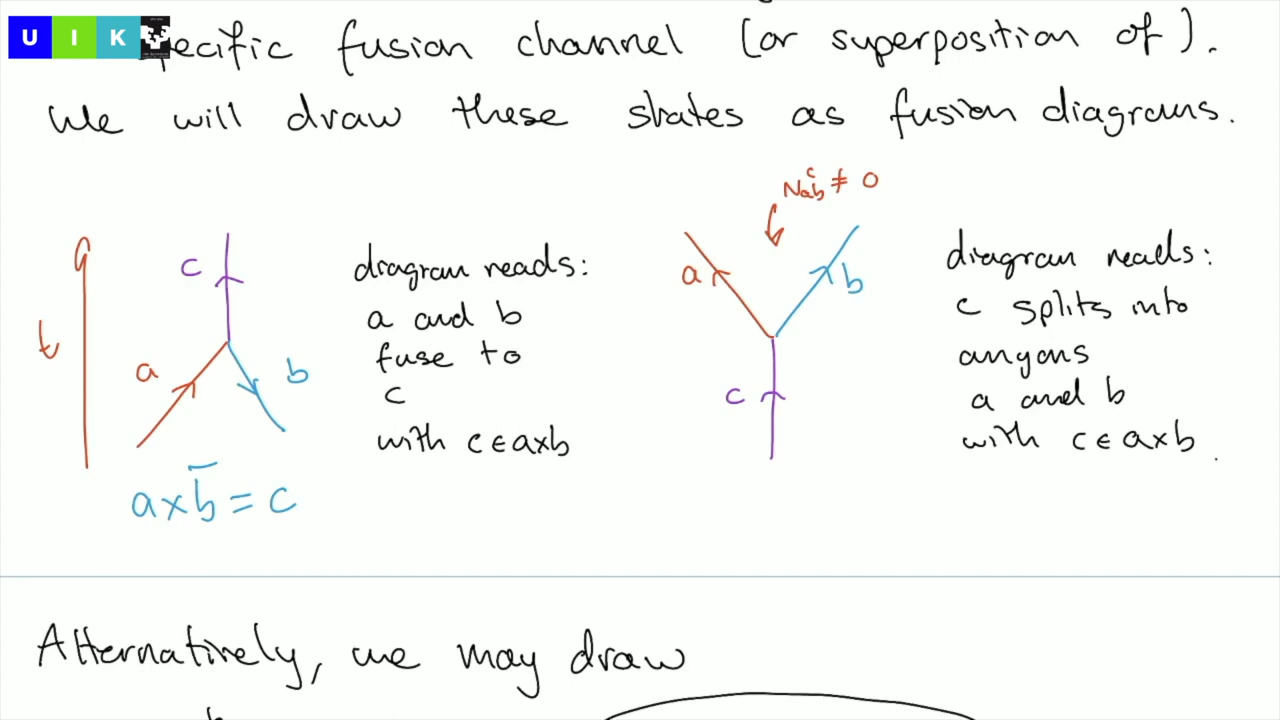 UIK
specific fusion channel (or superposition of).
We will draw these states as fusion diagrams.
t
c
a
b
a×b̅ = c
diagram reads:
a and b
fuse to
c
with c∈a×b
N_ab^c ≠ 0
a
b
c
diagram reads:
c splits into
anyons
a and b
with c∈a×b
Alternatively, we may draw
b